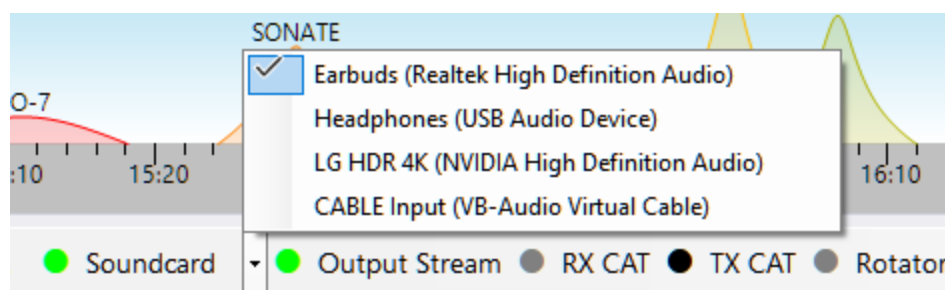 SONATE
Earbuds (Realtek High Definition Audio)
O-7
Headphones (USB Audio Device)
LG HDR 4K (NVIDIA High Definition Audio)
:10 15:20 16:10
CABLE Input (VB-Audio Virtual Cable)
Soundcard Output Stream RX CAT TX CAT Rotator